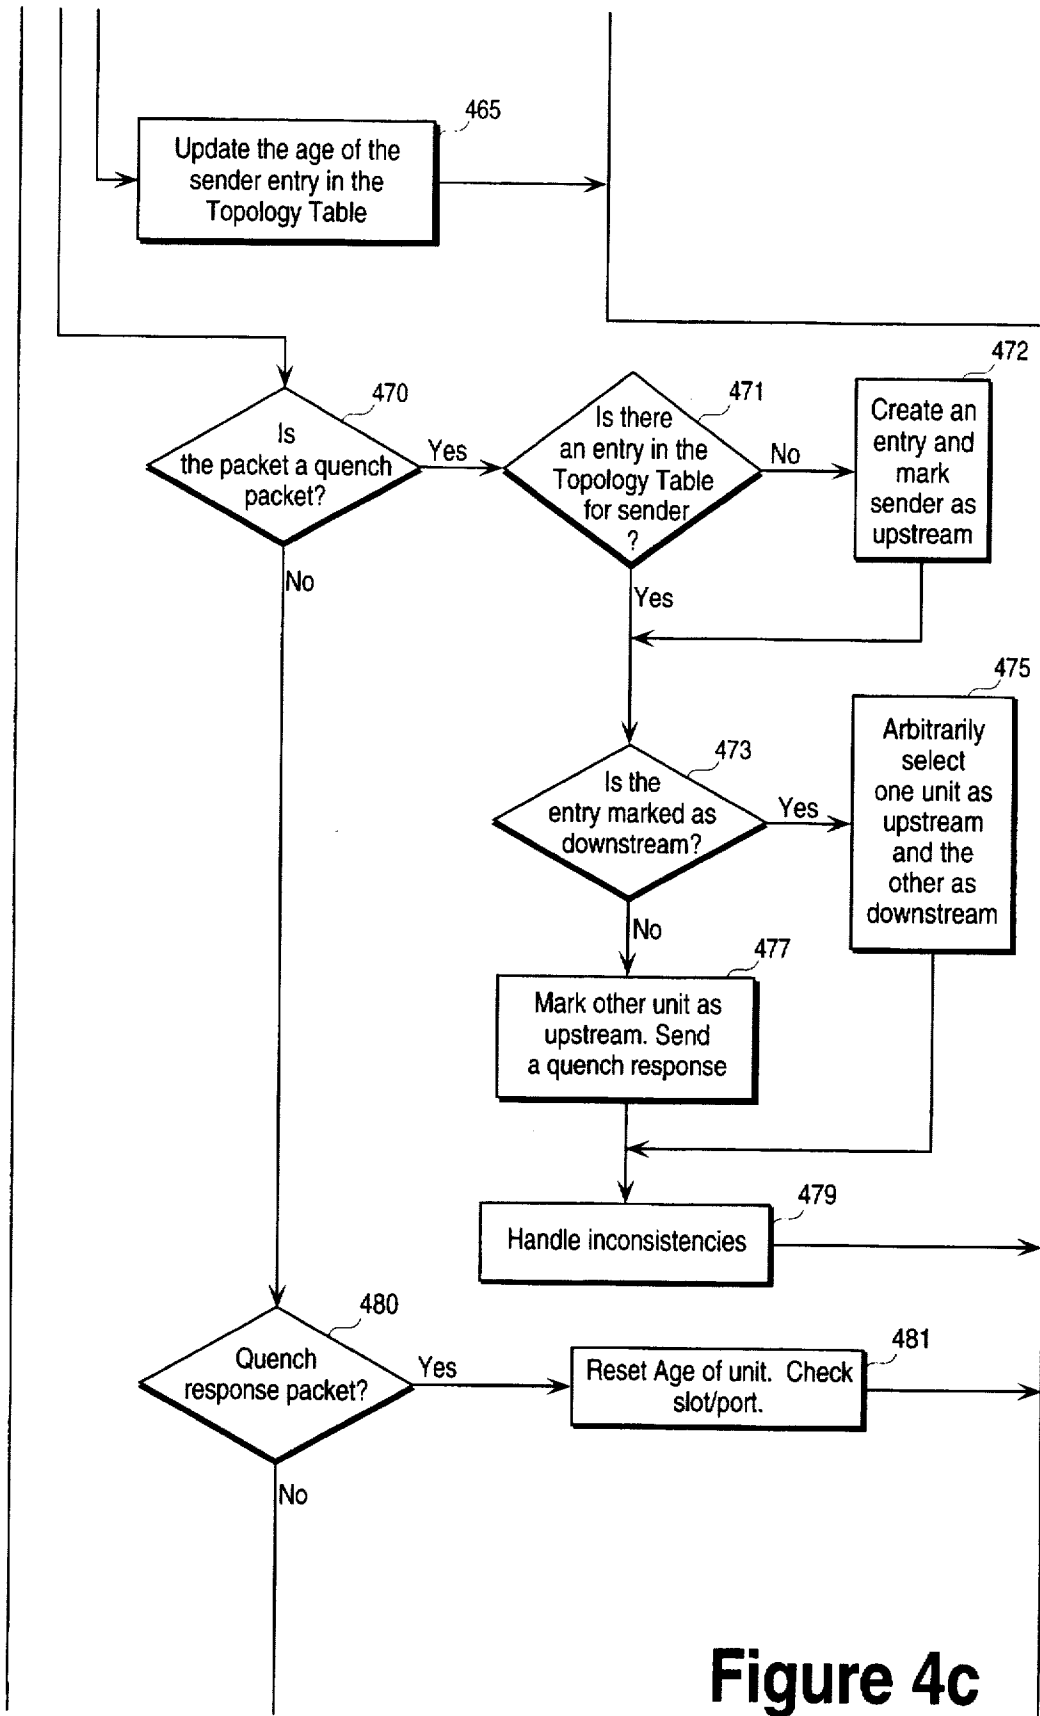 465
Update the age of the
sender entry in the
Topology Table
472
470
471
Create an
entry and
mark
sender as
upstream
Is
the packet a quench
packet?
Yes
Is there
an entry in the
Topology Table
for sender
?
No
No
Yes
475
473
Arbitrarily
select
one unit as
upstream
and the
other as
downstream
Is the
entry marked as
downstream?
Yes
No
477
Mark other unit as
upstream. Send
a quench response
479
Handle inconsistencies
480
Quench
response packet?
Yes
481
Reset Age of unit. Check
slot/port.
No
Figure 4c